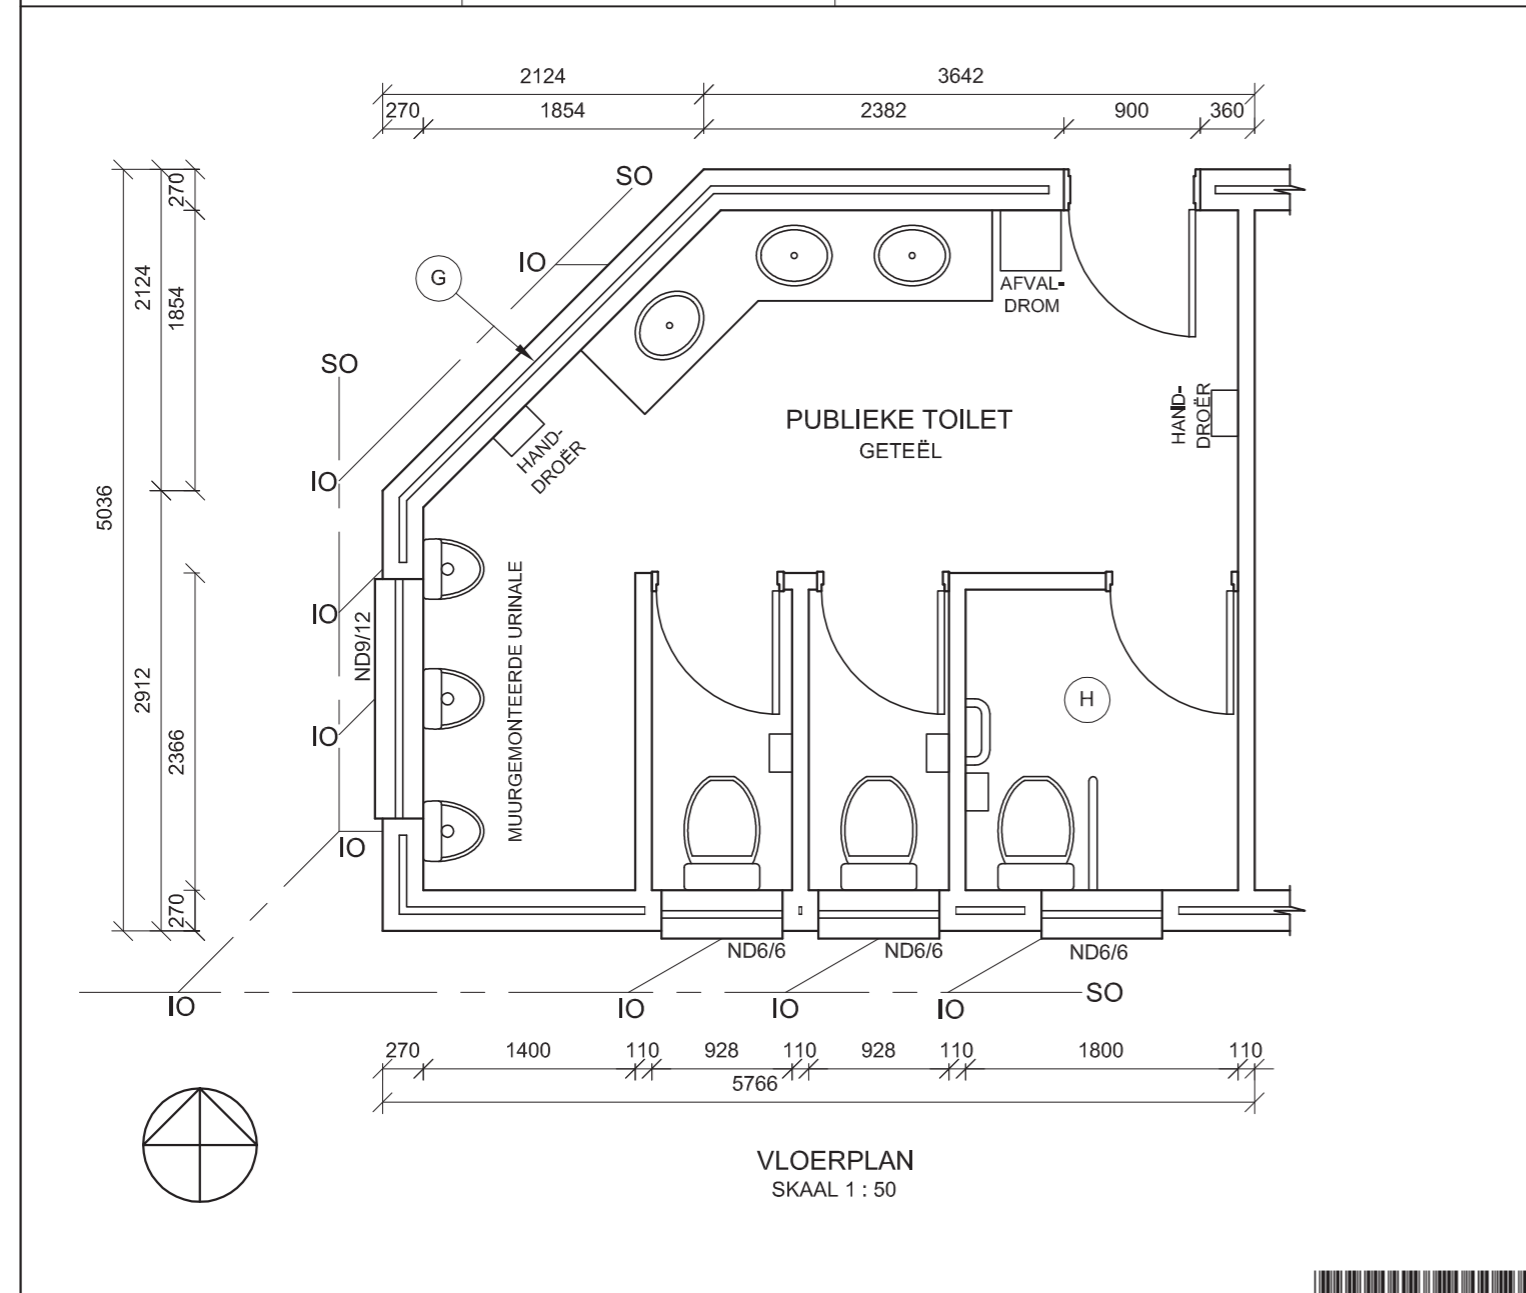 2124
3642
270
1854
2382
900
360
SO
IO
G
AFVAL-
DROM
270
2124
1854
SO
PUBLIEKE TOILET
GETEËL
HAND-
DROËR
HAND-
DROËR
IO
5036
IO
ND9/12
MUURGEMONTEERDE URINALE
2912
2366
IO
H
IO
270
ND6/6
ND6/6
ND6/6
IO
IO
IO
IO
SO
270
1400
110
928
110
928
110
1800
110
5766
VLOERPLAN
SKAAL 1 : 50